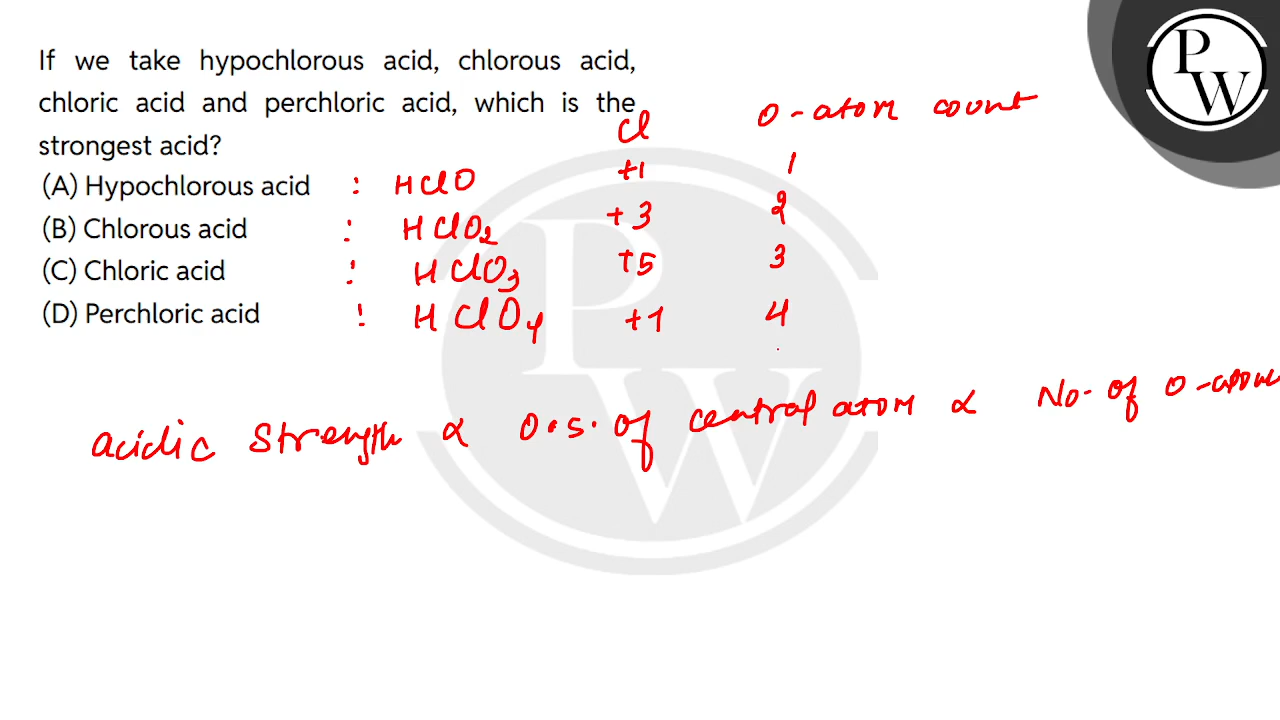 If we take hypochlorous acid, chlorous acid,
chloric acid and perchloric acid, which is the
strongest acid?
Cl O-atom count
(A) Hypochlorous acid : HClO +1 1
(B) Chlorous acid : HClO2 +3 2
(C) Chloric acid : HClO3 +5 3
(D) Perchloric acid : HClO4 +7 4
acidic strength α O.S. of central atom α No. of O-atoms
P
W
P
W